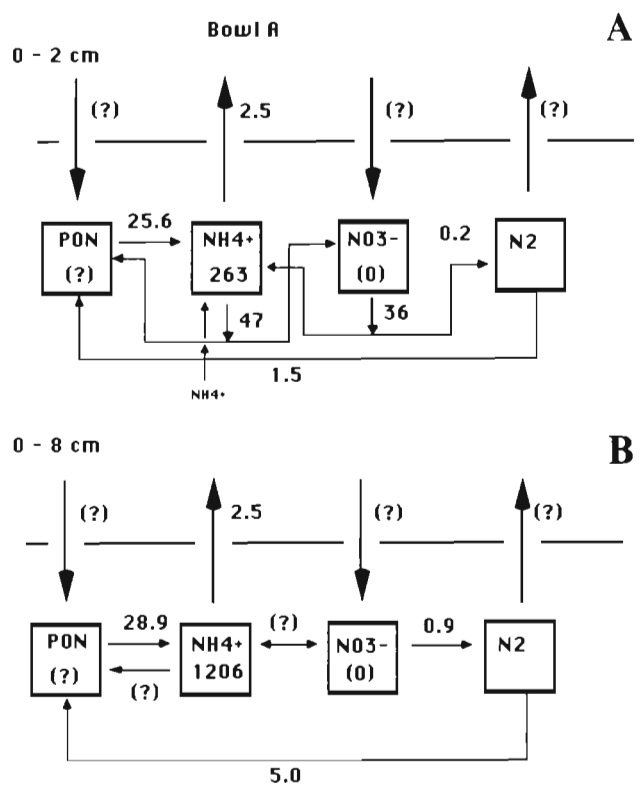 Bowl A
A
0 - 2 cm
(?)
2.5
(?)
(?)
PON
(?)
25.6
NH4+
263
NO3-
(0)
0.2
N2
47
36
1.5
NH4+
0 - 8 cm
B
(?)
2.5
(?)
(?)
PON
(?)
28.9
(?)
NH4+
1206
(?)
NO3-
(0)
0.9
N2
5.0